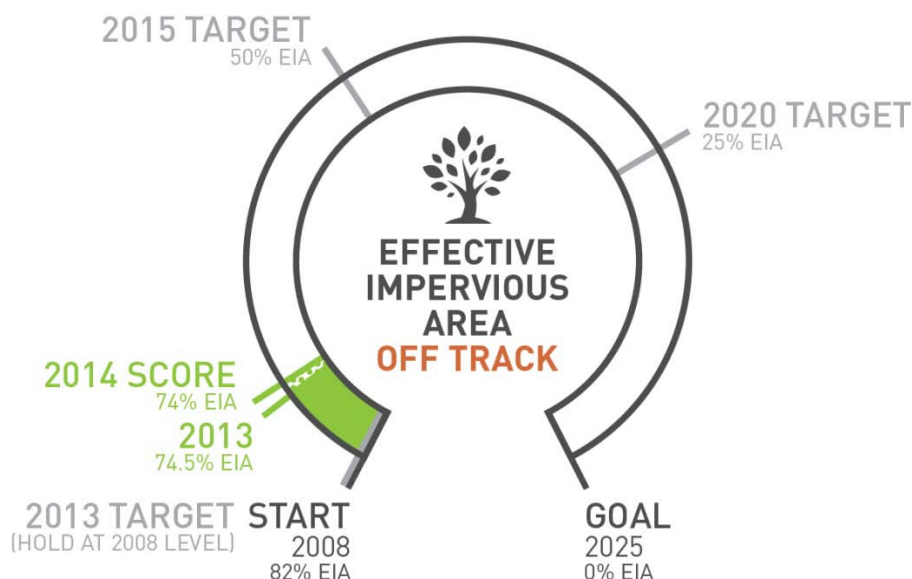 2015 TARGET
50% EIA
2020 TARGET
25% EIA
EFFECTIVE
IMPERVIOUS
AREA
OFF TRACK
2014 SCORE
74% EIA
2013
74.5% EIA
2013 TARGET
(HOLD AT 2008 LEVEL)
START
2008
82% EIA
GOAL
2025
0% EIA